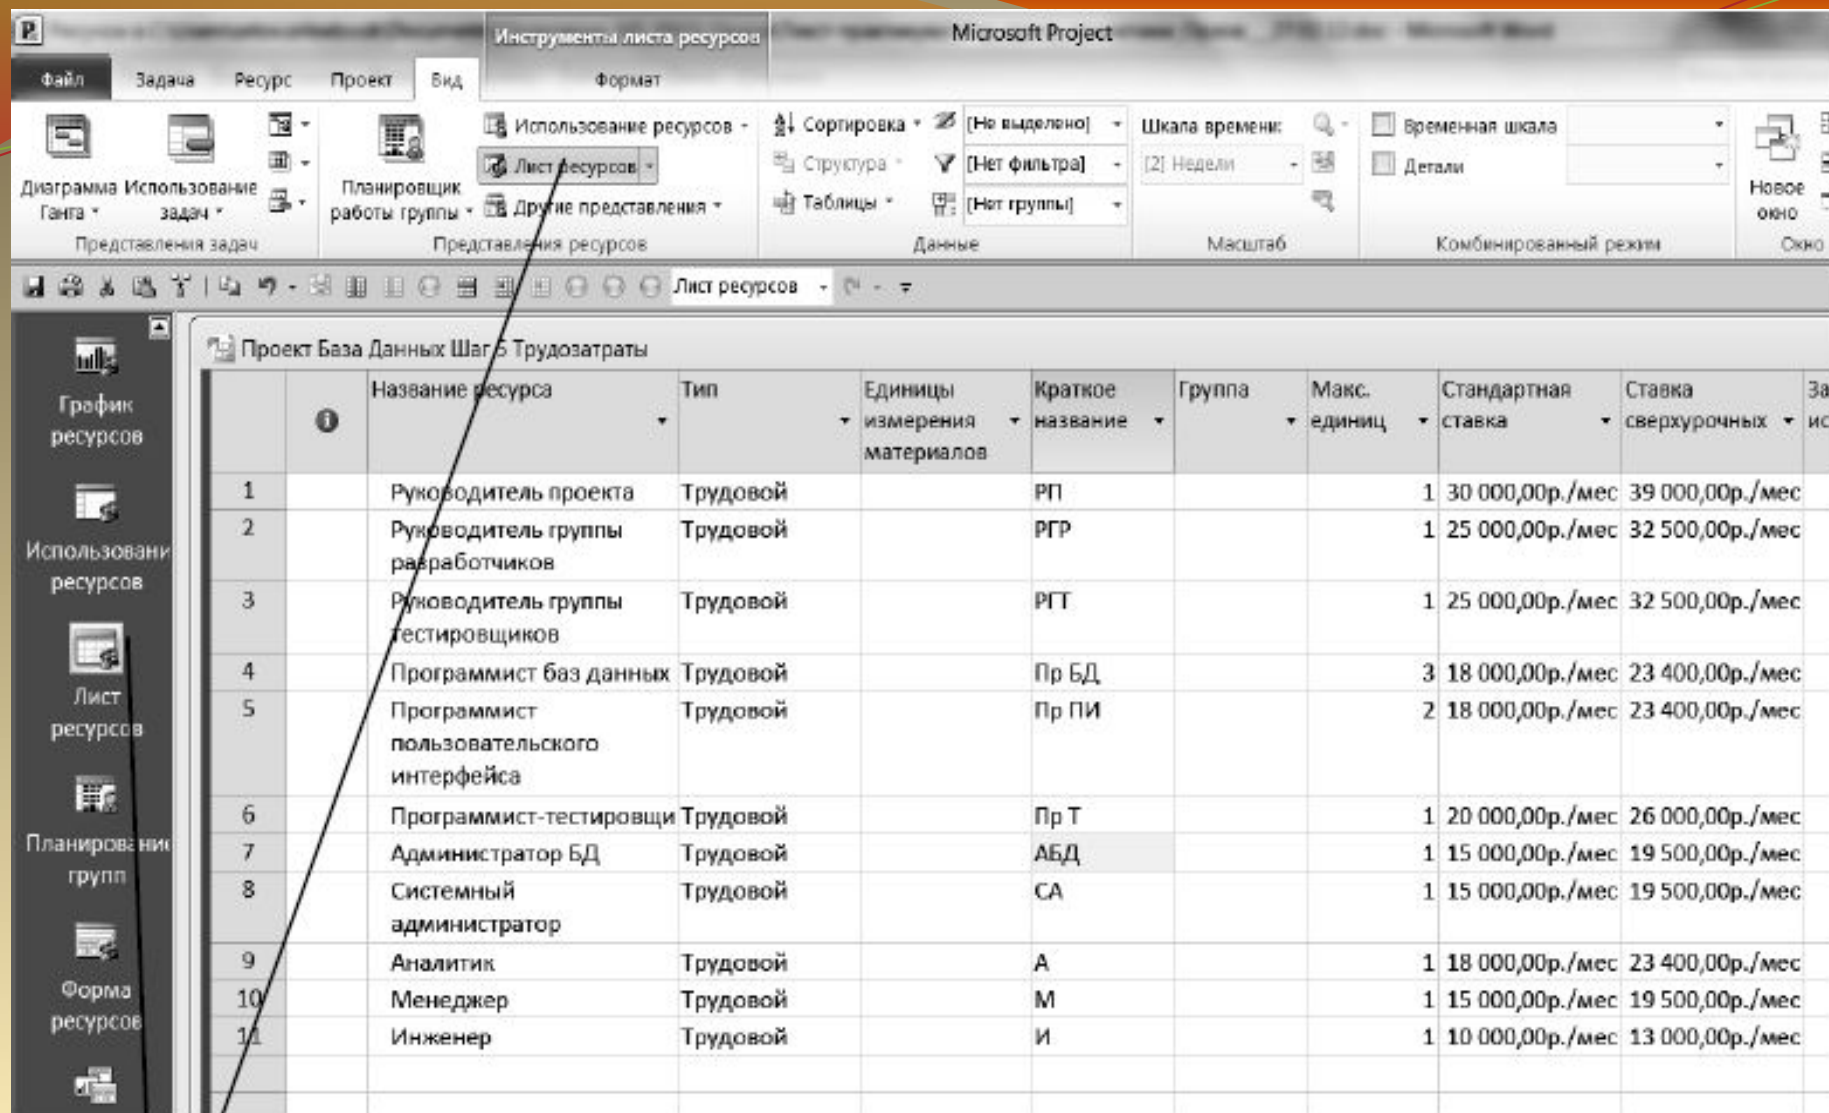 Инструменты листа ресурсов
Microsoft Project
Файл Задача Ресурс Проект Вид Формат
Использование ресурсов
Сортировка [Не выделено] Шкала времени: Временная шкала
Лист ресурсов
Структура [Нет фильтра] [2] Недели Детали
Диаграмма Ганта
Использование задач
Планировщик работы группы
Другие представления
Таблицы [Нет группы]
Новое окно
Представления задач Представления ресурсов Данные Масштаб Комбинированный режим Окно
Лист ресурсов
Проект База Данных Шаг 5 Трудозатраты
График
ресурсов
Использовани
ресурсов
Лист
ресурсов
Планирование
групп
Форма
ресурсов
Название ресурса Тип Единицы измерения материалов Краткое название Группа Макс. единиц Стандартная ставка Ставка сверхурочных За ис
1 Руководитель проекта Трудовой РП 1 30 000,00р./мес 39 000,00р./мес
2 Руководитель группы Трудовой РГР 1 25 000,00р./мес 32 500,00р./мес
разработчиков
3 Руководитель группы Трудовой РГТ 1 25 000,00р./мес 32 500,00р./мес
тестировщиков
4 Программист баз данных Трудовой Пр БД 3 18 000,00р./мес 23 400,00р./мес
5 Программист Трудовой Пр ПИ 2 18 000,00р./мес 23 400,00р./мес
пользовательского
интерфейса
6 Программист-тестировщи Трудовой Пр Т 1 20 000,00р./мес 26 000,00р./мес
7 Администратор БД Трудовой АБД 1 15 000,00р./мес 19 500,00р./мес
8 Системный Трудовой СА 1 15 000,00р./мес 19 500,00р./мес
администратор
9 Аналитик Трудовой А 1 18 000,00р./мес 23 400,00р./мес
10 Менеджер Трудовой М 1 15 000,00р./мес 19 500,00р./мес
11 Инженер Трудовой И 1 10 000,00р./мес 13 000,00р./мес